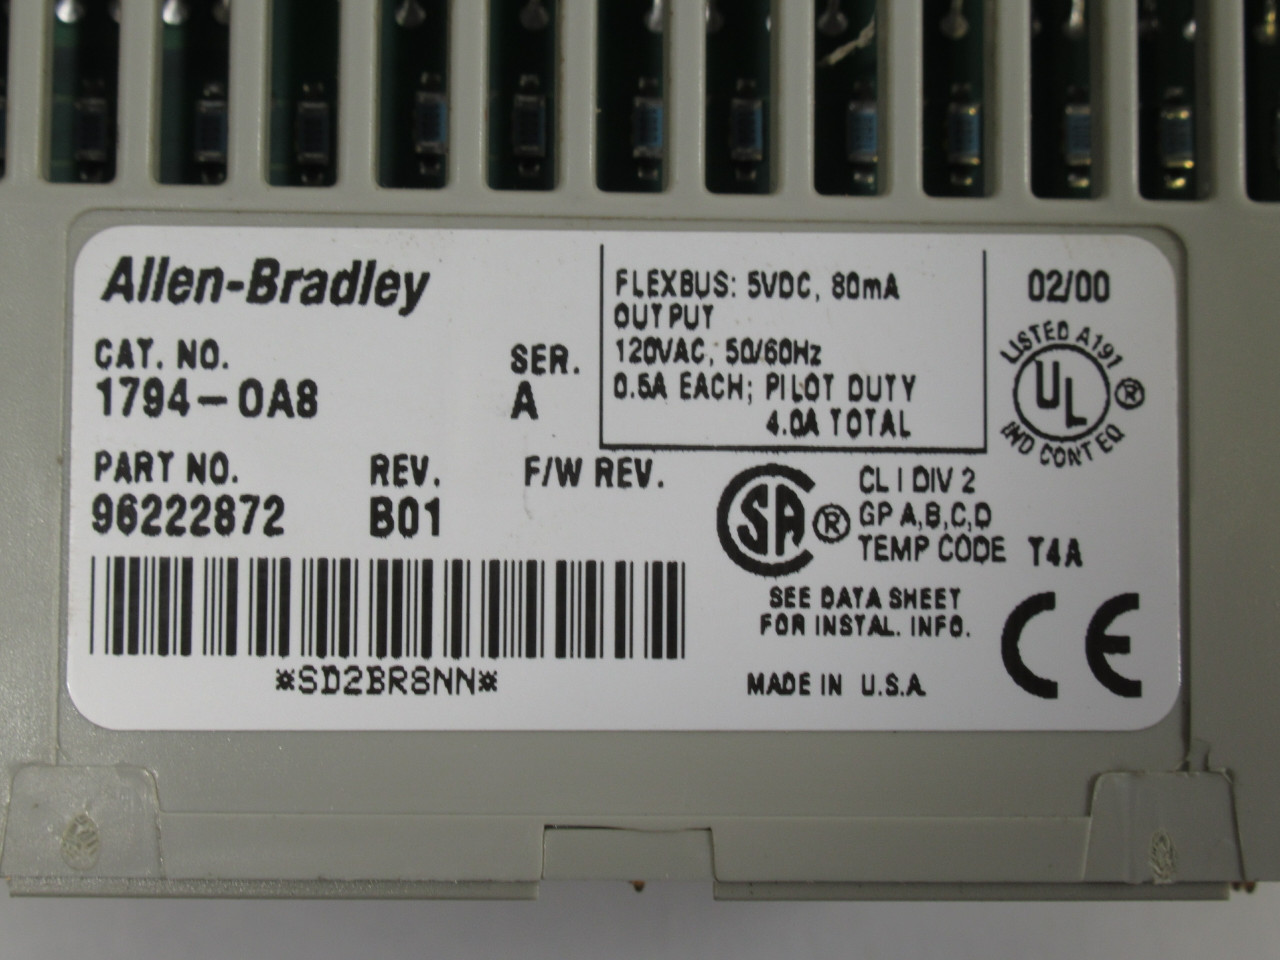 Allen-Bradley
CAT. NO.
1794-OA8
SER.
A
PART NO.
96222872
REV.
B01
F/W REV.
*SD2BR8NN*
FLEXBUS: 5VDC, 80mA
OUTPUT
120VAC, 50/60Hz
0.5A EACH; PILOT DUTY
4.0A TOTAL
02/00
LISTED A191
UL ®
IND CONT EQ
SA ®
CL I DIV 2
GP A,B,C,D
TEMP CODE T4A
SEE DATA SHEET
FOR INSTAL. INFO.
MADE IN U.S.A.
CE